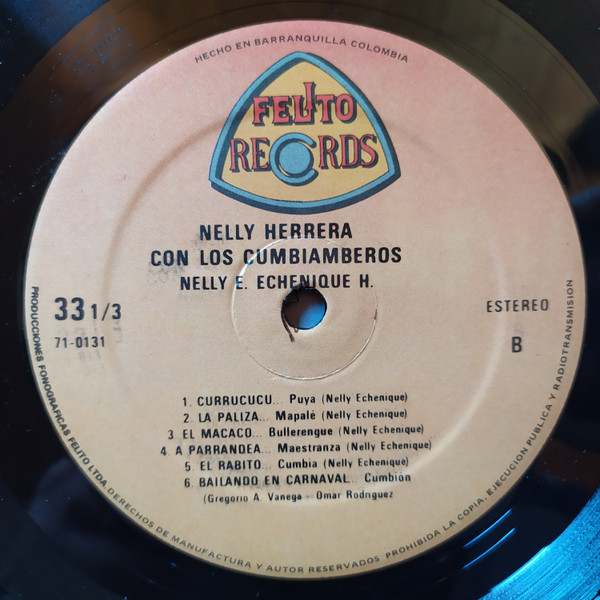 HECHO EN BARRANQUILLA COLOMBIA
FELITO
RECORDS
NELLY HERRERA
CON LOS CUMBIAMBEROS
NELLY E. ECHENIQUE H.
33 1/3
71-0131
ESTEREO
B
1. CURRUCUCU... Puya (Nelly Echenique)
2. LA PALIZA... Mapalé (Nelly Echenique)
3 EL MACACO... Bullerengue (Nelly Echenique)
4. A PARRANDEA... Maestranza (Nelly Echenique)
5. EL RABITO... Cumbia (Nelly Echenique)
6. BAILANDO EN CARNAVAL... Cumbion
(Gregorio A. Vanega - Omar Rodriguez
PRODUCCIONES FONOGRAFICAS FELITO LTDA. DERECHOS DE MANUFACTURA Y AUTOR RESERVADOS. PROHIBIDA LA COPIA, EJECUCION PUBLICA Y RADIOTRANSMISION